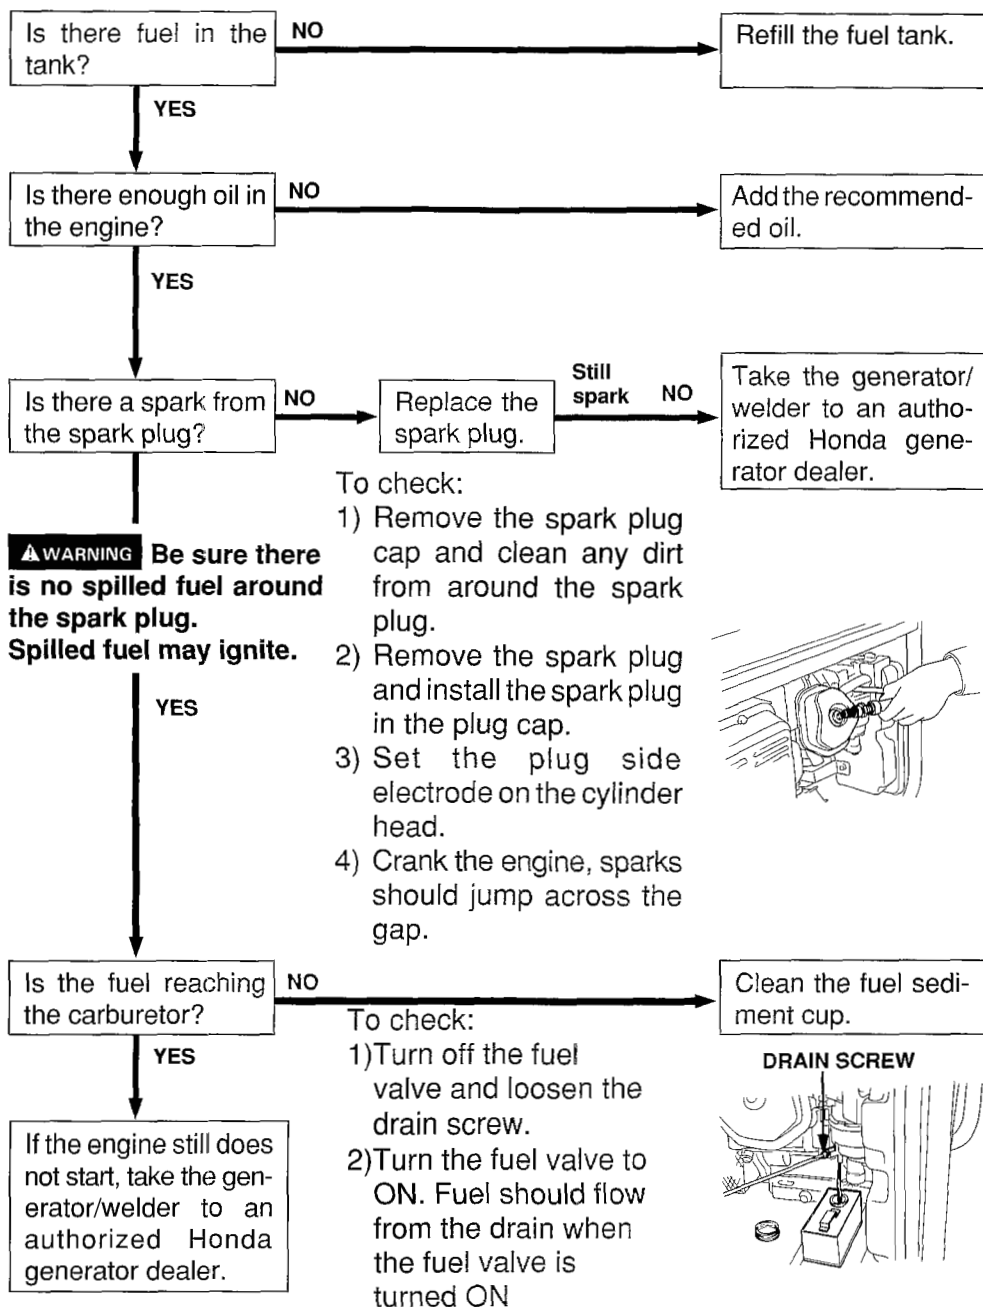 Is there fuel in the
tank?
NO
Refill the fuel tank.
YES
Is there enough oil in
the engine?
NO
Add the recommend-
ed oil.
YES
Is there a spark from
the spark plug?
NO
Replace the
spark plug.
Still
spark NO
Take the generator/
welder to an autho-
rized Honda gene-
rator dealer.
WARNING Be sure there
is no spilled fuel around
the spark plug.
Spilled fuel may ignite.
To check:
1) Remove the spark plug
cap and clean any dirt
from around the spark
plug.
2) Remove the spark plug
and install the spark plug
in the plug cap.
3) Set the plug side
electrode on the cylinder
head.
4) Crank the engine, sparks
should jump across the
gap.
YES
Is the fuel reaching
the carburetor?
NO
Clean the fuel sedi-
ment cup.
To check:
1)Turn off the fuel
valve and loosen the
drain screw.
2)Turn the fuel valve to
ON. Fuel should flow
from the drain when
the fuel valve is
turned ON
DRAIN SCREW
YES
If the engine still does
not start, take the gen-
erator/welder to an
authorized Honda
generator dealer.